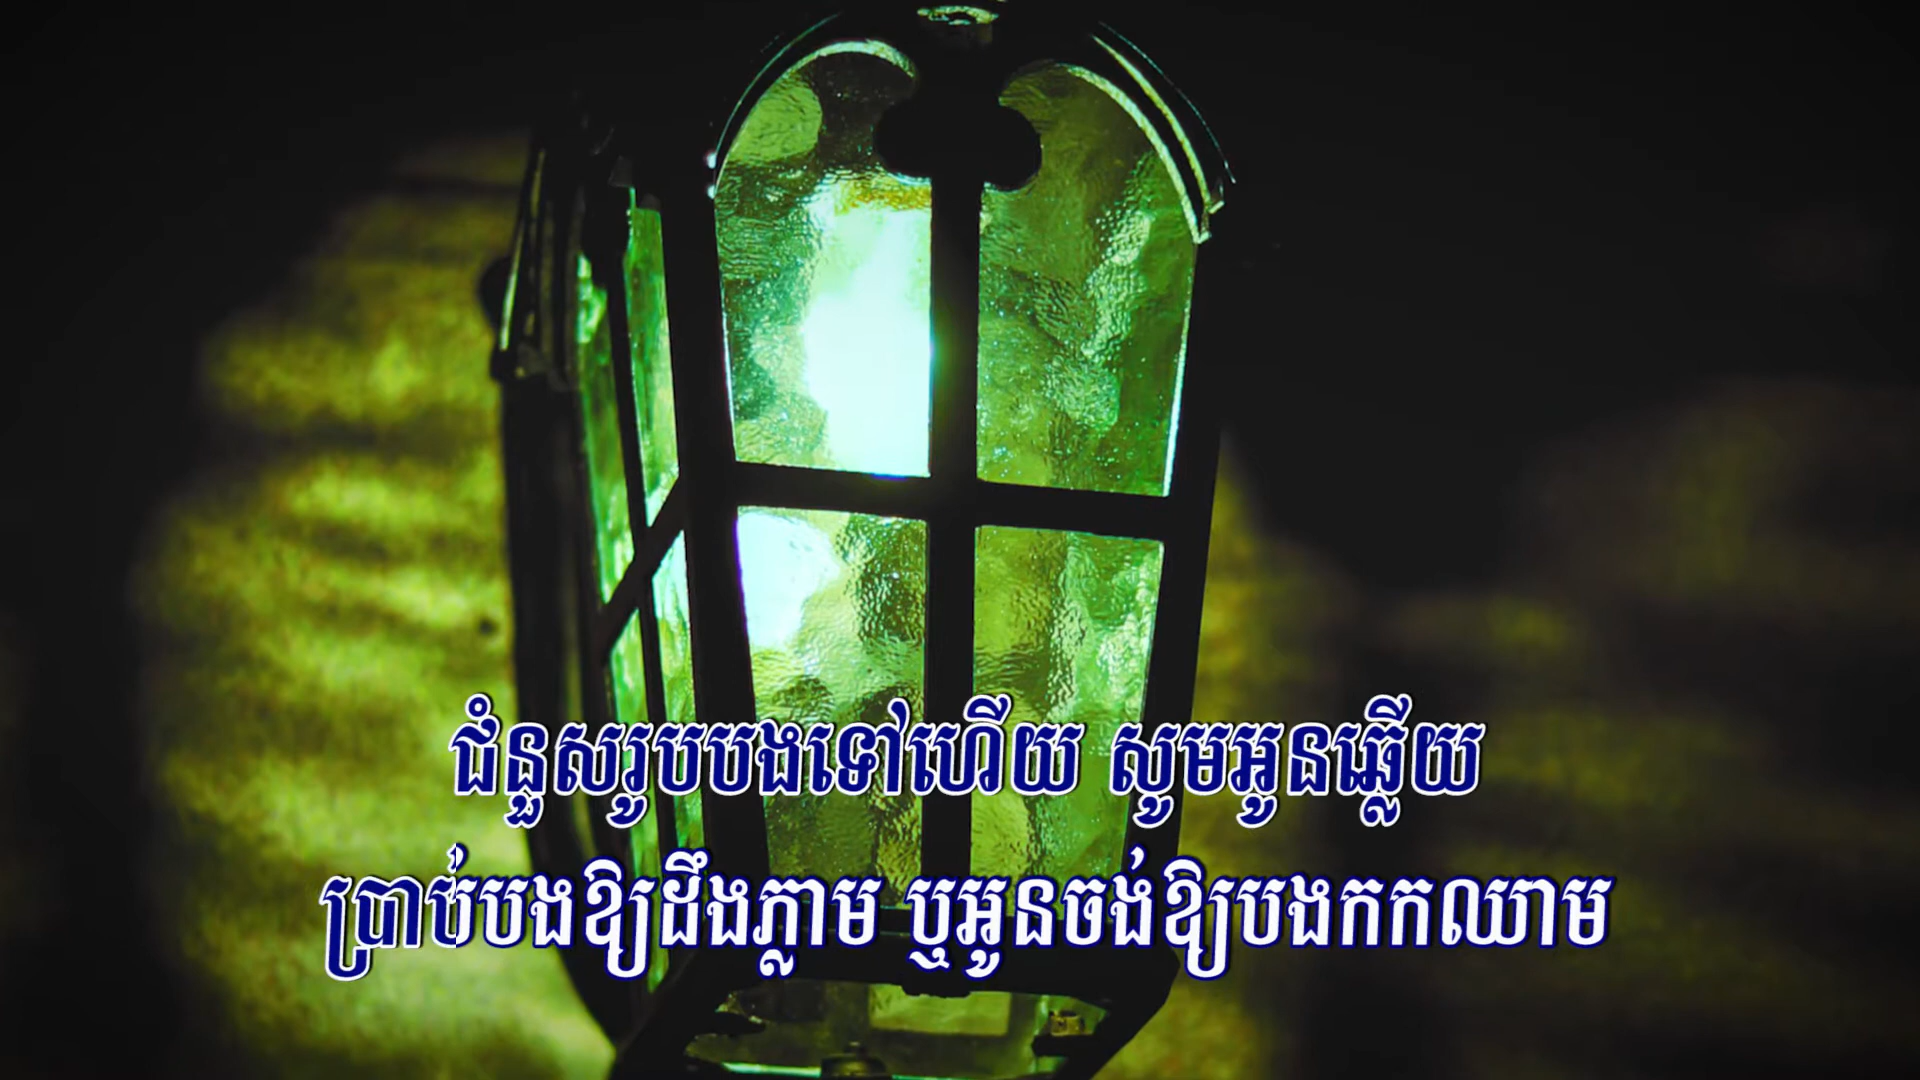 ជំនួសរូបបងទៅហើយ សូមអូនឆ្លើយ
ប្រាប់បងឱ្យដឹងភ្លាម ឬអូនចង់ឱ្យបងកកឈាម